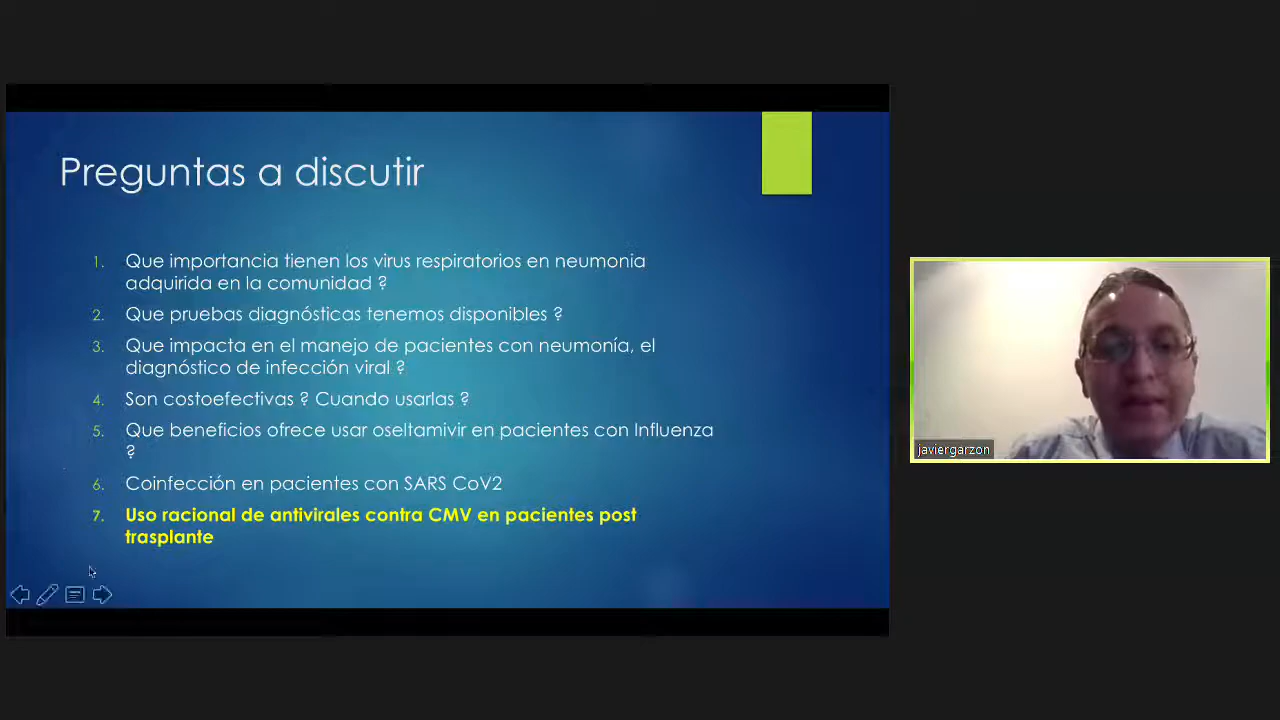 Preguntas a discutir
1. Que importancia tienen los virus respiratorios en neumonia
adquirida en la comunidad ?
2. Que pruebas diagnósticas tenemos disponibles ?
3. Que impacta en el manejo de pacientes con neumonía, el
diagnóstico de infección viral ?
4. Son costoefectivas ? Cuando usarlas ?
5. Que beneficios ofrece usar oseltamivir en pacientes con Influenza
?
6. Coinfección en pacientes con SARS CoV2
7. Uso racional de antivirales contra CMV en pacientes post
trasplante
javiergarzon